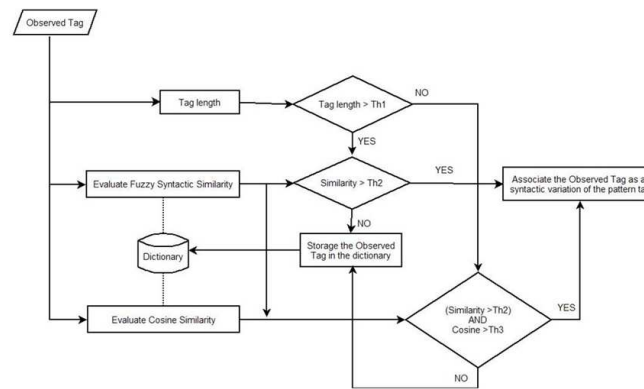 Observed Tag
Tag length
Tag length > Th1
NO
YES
Evaluate Fuzzy Syntactic Similarity
Similarity > Th2
YES
Associate the Observed Tag as a
syntactic variation of the pattern ta
NO
Dictionary
Storage the Observed
Tag in the dictionary
Evaluate Cosine Similarity
(Similarity >Th2)
AND
Cosine >Th3
YES
NO